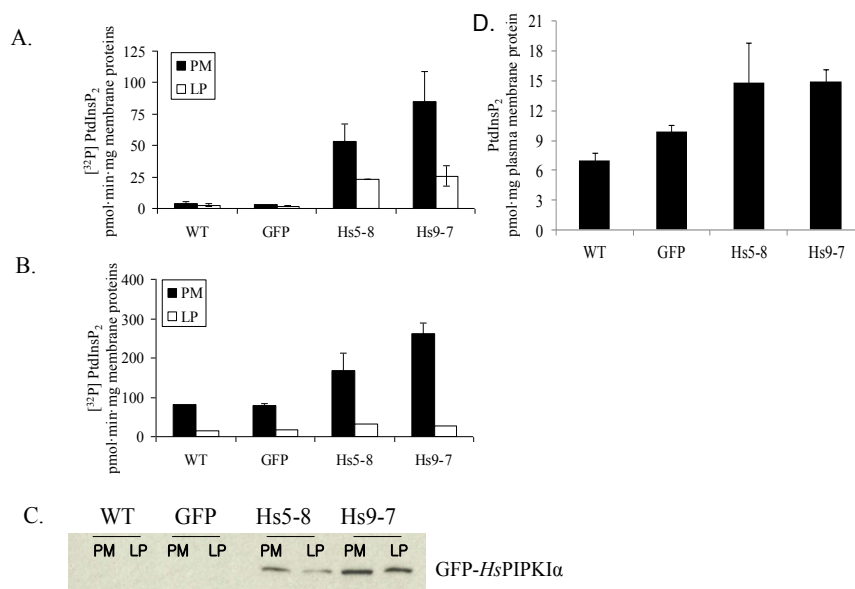 A.
[32P] PtdInsP2
pmol·min·mg membrane proteins
125
100
75
50
25
0
PM
LP
WT GFP Hs5-8 Hs9-7
D.
PtdInsP2
pmol·mg plasma membrane protein
21
18
15
12
9
6
3
0
WT GFP Hs5-8 Hs9-7
B.
[32P] PtdInsP2
pmol·min·mg membrane proteins
400
300
200
100
0
PM
LP
WT GFP Hs5-8 Hs9-7
C.
WT GFP Hs5-8 Hs9-7
PM LP PM LP PM LP PM LP
GFP-HsPIPKIα